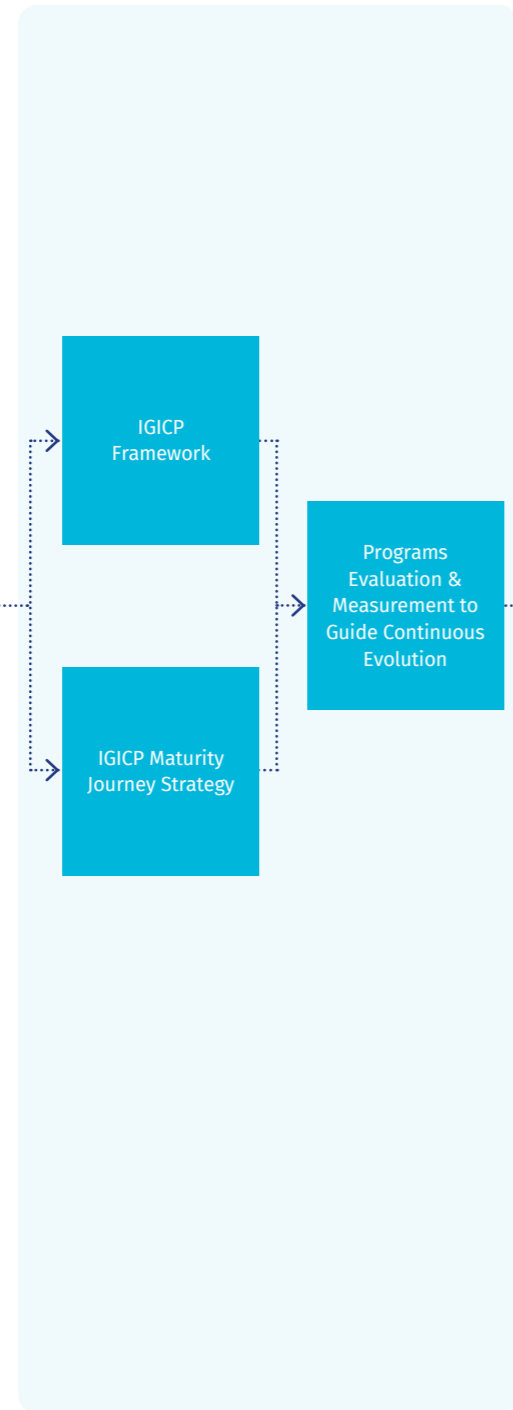 IGICP
Framework
Programs
Evaluation &
Measurement to
Guide Continuous
Evolution
IGICP Maturity
Journey Strategy